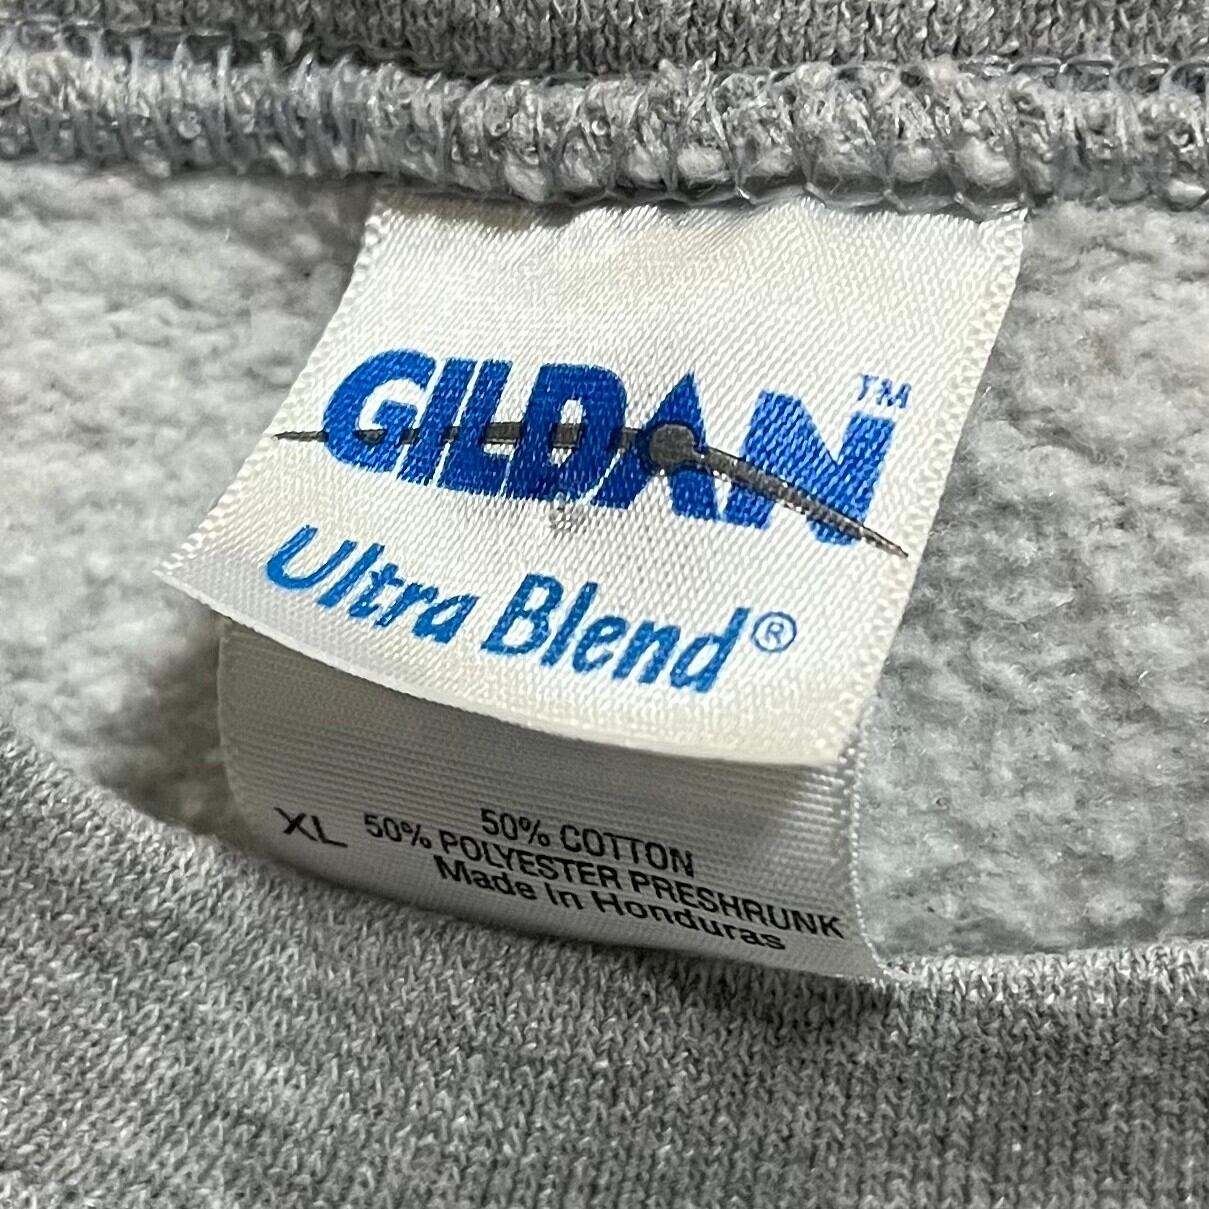 GILDAN™
Ultra Blend®
XL
50% COTTON
50% POLYESTER PRESHRUNK
Made In Honduras